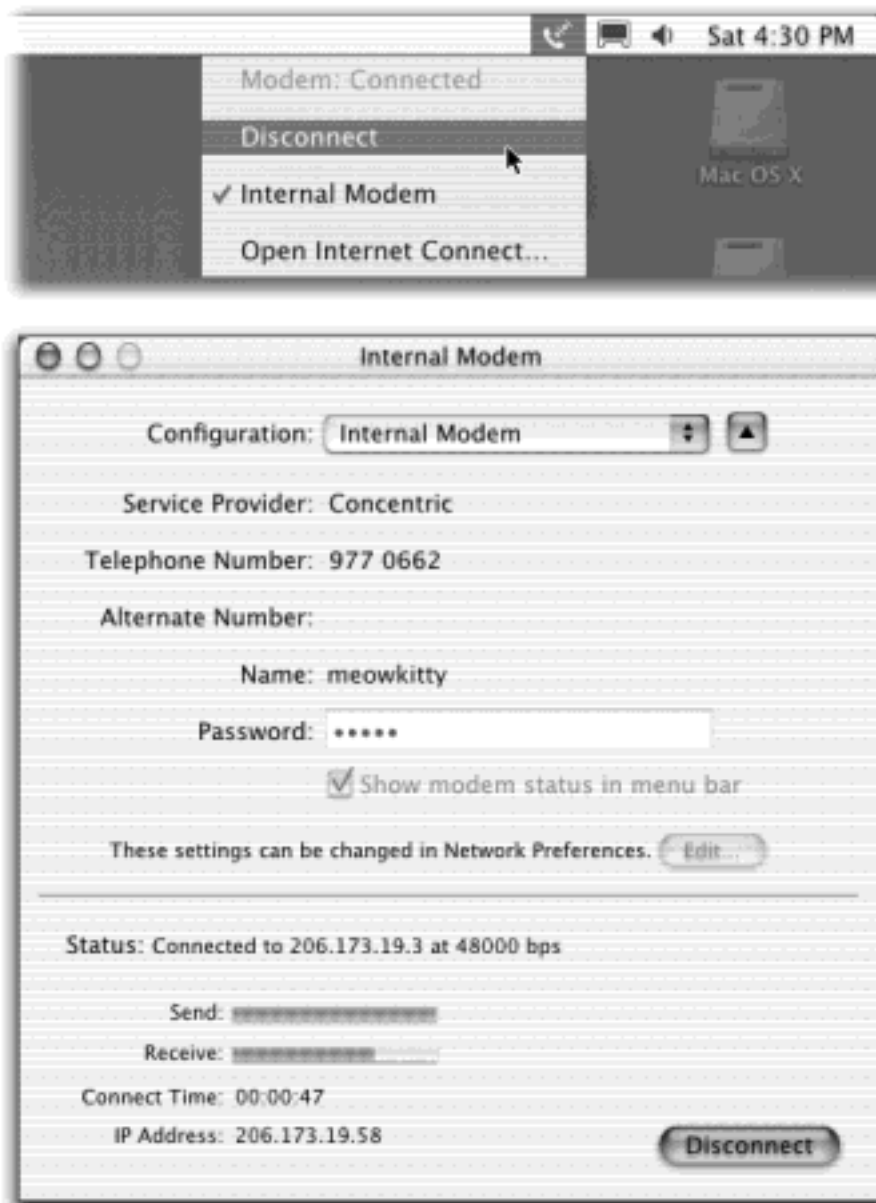 Sat 4:30 PM
Modem: Connected
Disconnect
✓ Internal Modem
Open Internet Connect...
Mac OS X
Internal Modem
Configuration: Internal Modem
Service Provider: Concentric
Telephone Number: 977 0662
Alternate Number:
Name: meowkitty
Password: •••••
Show modem status in menu bar
These settings can be changed in Network Preferences. Edit...
Status: Connected to 206.173.19.3 at 48000 bps
Send:
Receive:
Connect Time: 00:00:47
IP Address: 206.173.19.58
Disconnect